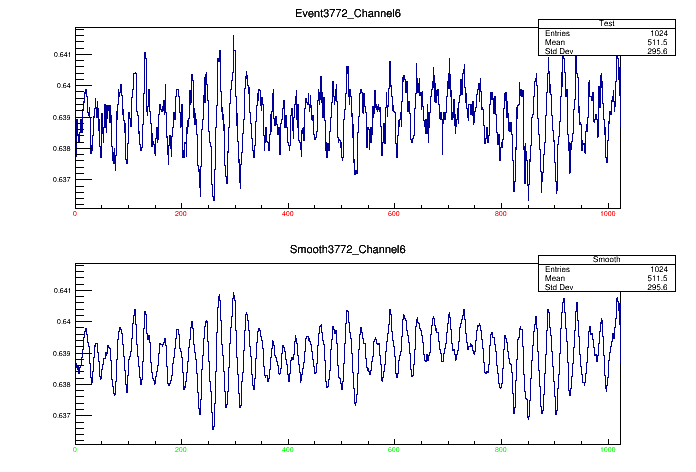 Event3772_Channel6
Test
Entries 1024
Mean 511.5
Std Dev 295.6
0.641
0.64
0.639
0.638
0.637
0 200 400 600 800 1000
Smooth3772_Channel6
Smooth
Entries 1024
Mean 511.5
Std Dev 295.6
0.641
0.64
0.639
0.638
0.637
0 200 400 600 800 1000